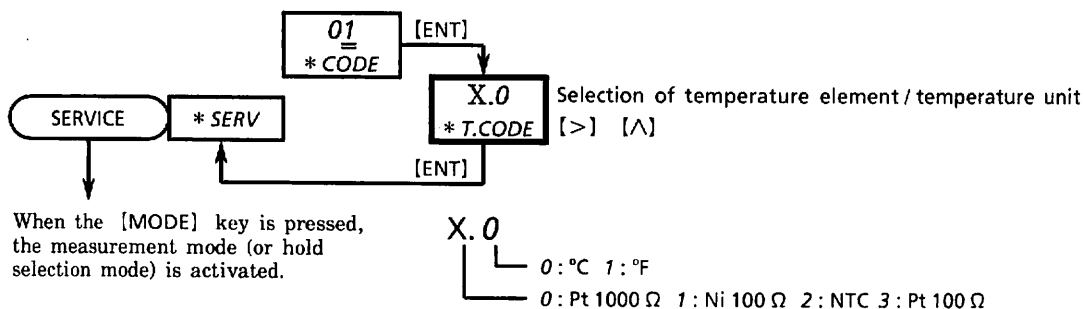 01 [ENT]
* CODE
X.0 Selection of temperature element / temperature unit
* T.CODE [>] [∧]
SERVICE * SERV
[ENT]
When the [MODE] key is pressed,
the measurement mode (or hold
selection mode) is activated.
X.0
0 : °C 1 : °F
0 : Pt 1000 Ω 1 : Ni 100 Ω 2 : NTC 3 : Pt 100 Ω